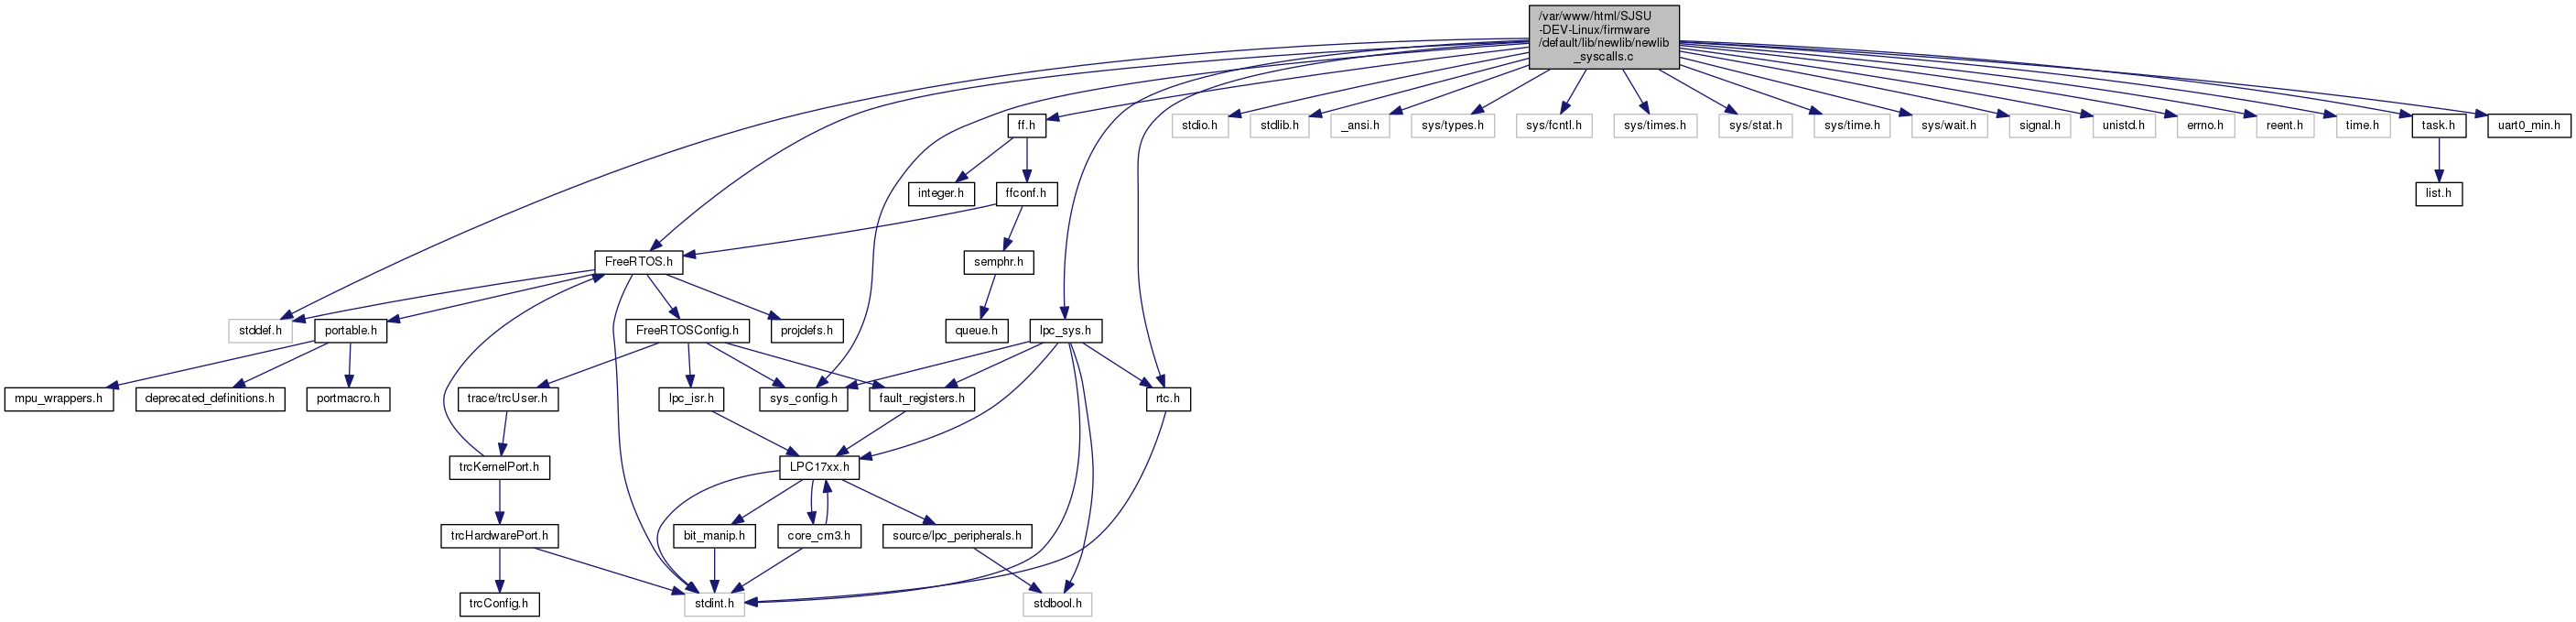 /var/www/html/SJSU
-DEV-Linux/firmware
/default/lib/newlib/newlib
_syscalls.c
ff.h
stdio.h
stdlib.h
_ansi.h
sys/types.h
sys/fcntl.h
sys/times.h
sys/stat.h
sys/time.h
sys/wait.h
signal.h
unistd.h
errno.h
reent.h
time.h
task.h
uart0_min.h
integer.h
ffconf.h
list.h
FreeRTOS.h
semphr.h
stddef.h
portable.h
FreeRTOSConfig.h
projdefs.h
queue.h
lpc_sys.h
mpu_wrappers.h
deprecated_definitions.h
portmacro.h
trace/trcUser.h
lpc_isr.h
sys_config.h
fault_registers.h
rtc.h
trcKernelPort.h
LPC17xx.h
trcHardwarePort.h
bit_manip.h
core_cm3.h
source/lpc_peripherals.h
trcConfig.h
stdint.h
stdbool.h